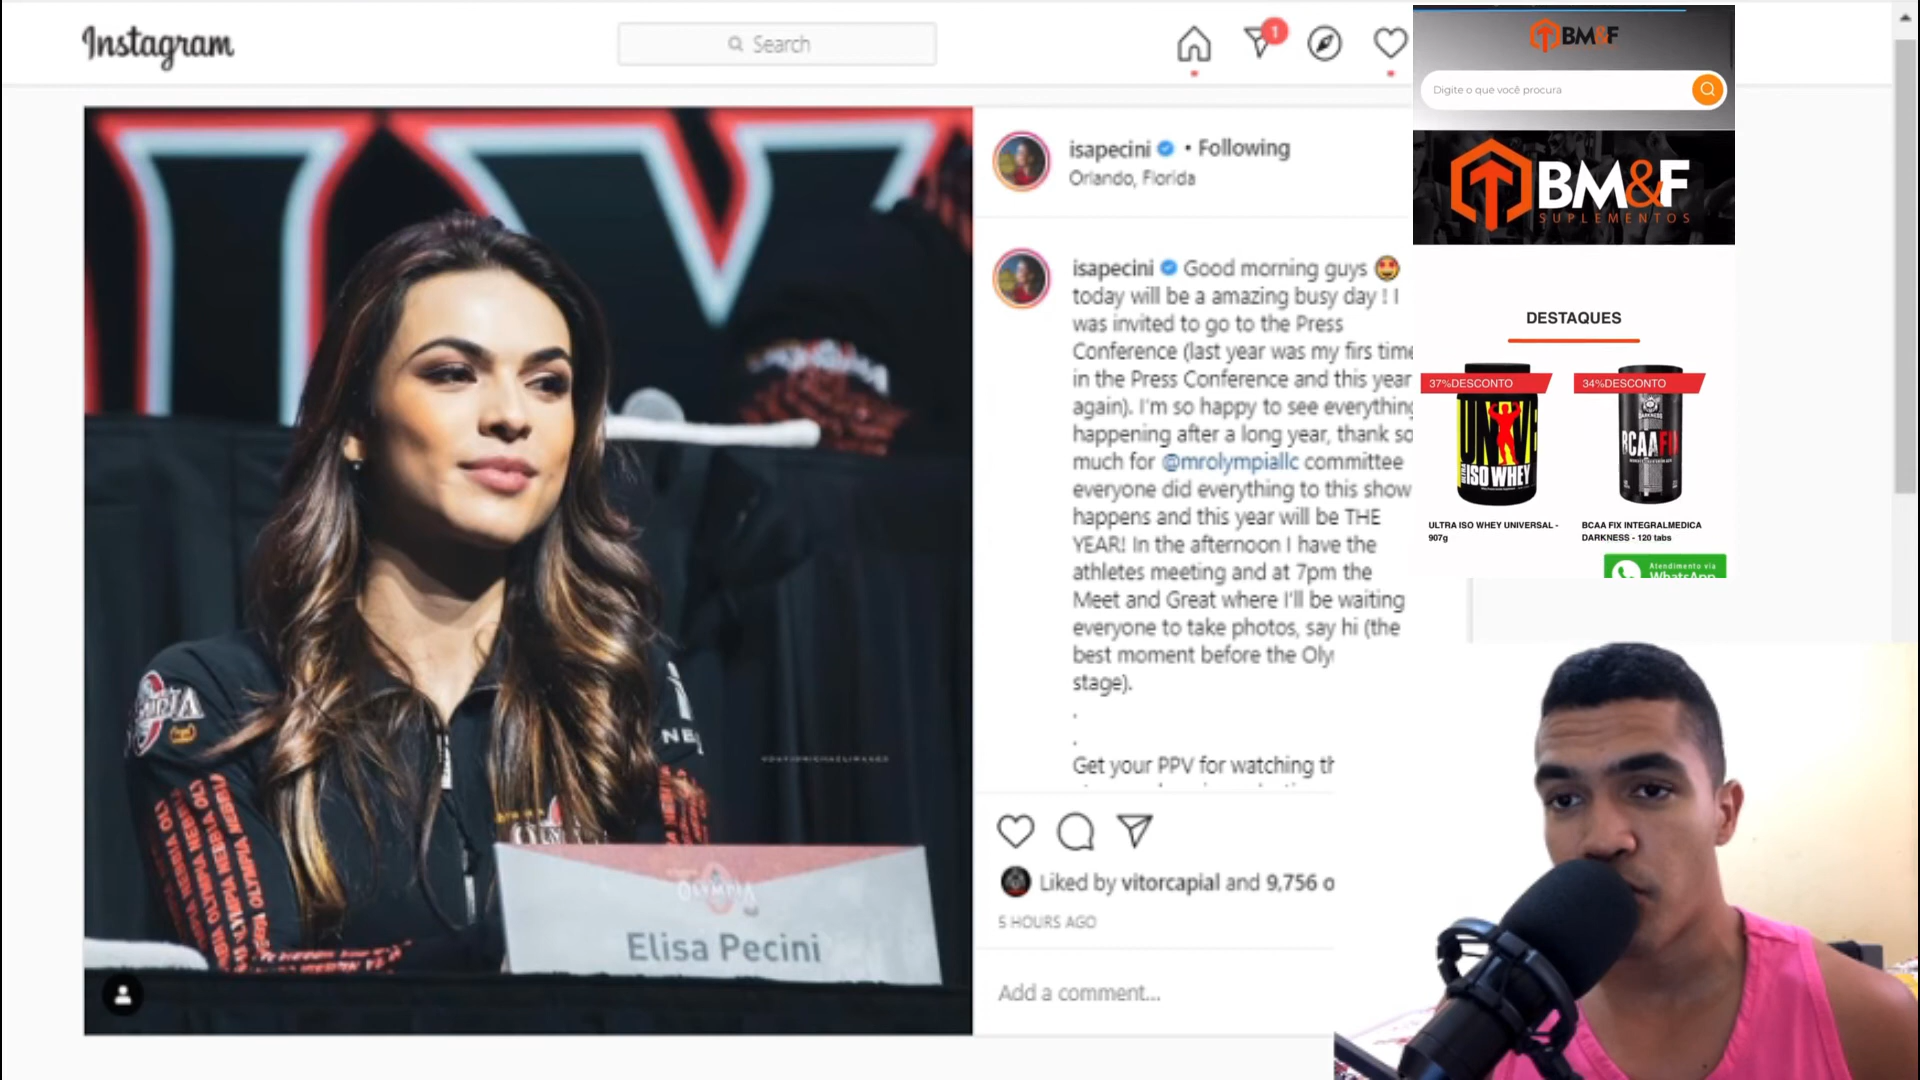 Instagram
Search
1
isapecini • Following
Orlando, Florida
isapecini Good morning guys
today will be a amazing busy day ! I
was invited to go to the Press
Conference (last year was my firs time
in the Press Conference and this year
again). I'm so happy to see everything
happening after a long year, thank so
much for @mrolympiallc committee
everyone did everything to this show
happens and this year will be THE
YEAR! In the afternoon I have the
athletes meeting and at 7pm the
Meet and Great where I'll be waiting
everyone to take photos, say hi (the
best moment before the Oly
stage).
.
.
Get your PPV for watching th
Liked by vitorcapial and 9,756 o
5 HOURS AGO
Add a comment...
OLYMPIA
Elisa Pecini
BM&F
Digite o que você procura
BM&F
SUPLEMENTOS
DESTAQUES
37%DESCONTO
34%DESCONTO
ISO WHEY
DARKNESS
BCAA FIX
ULTRA ISO WHEY UNIVERSAL -
907g
BCAA FIX INTEGRALMEDICA
DARKNESS - 120 tabs
Atendimento via
WhatsApp